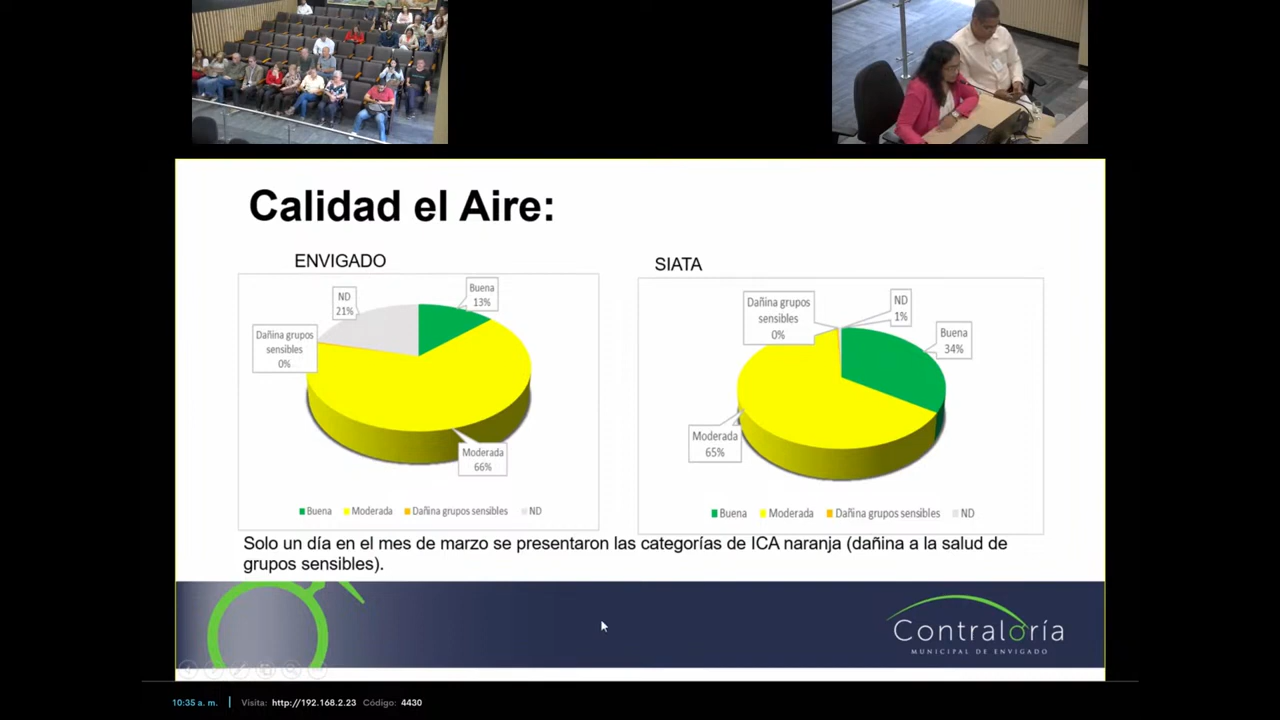 Calidad el Aire:
ENVIGADO
ND
21%
Buena
13%
Dañina grupos
sensibles
0%
Moderada
66%
Buena Moderada Dañina grupos sensibles ND
SIATA
Dañina grupos
sensibles
0%
ND
1%
Buena
34%
Moderada
65%
Buena Moderada Dañina grupos sensibles ND
Solo un día en el mes de marzo se presentaron las categorías de ICA naranja (dañina a la salud de
grupos sensibles).
Contraloría
MUNICIPAL DE ENVIGADO
10:35 a. m. | Visita: http://192.168.2.23 Código: 4430